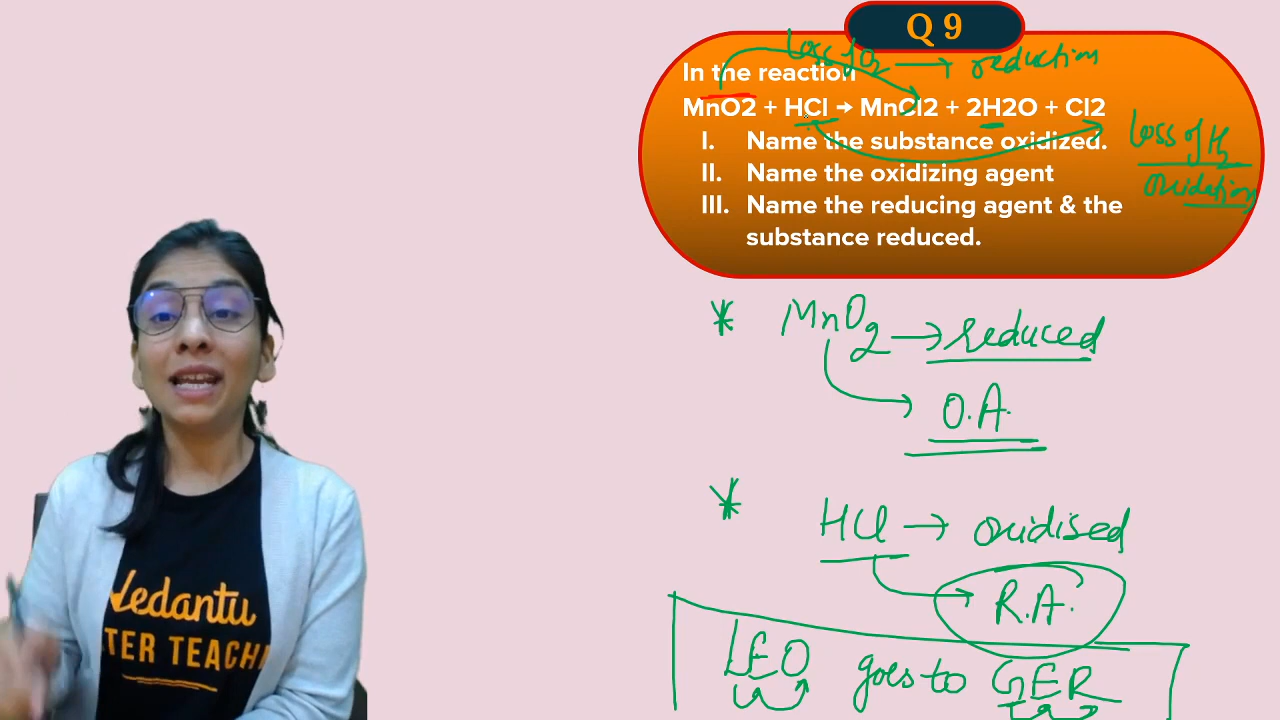 Q 9
Loss of O2 → reduction
In the reaction
MnO2 + HCl → MnCl2 + 2H2O + Cl2
Loss of H2
Oxidation
I. Name the substance oxidized.
II. Name the oxidizing agent
III. Name the reducing agent & the
substance reduced.
* MnO2 → reduced
O.A.
* HCl → oxidised
R.A.
LEO goes to GER
Vedantu
TER TEACH